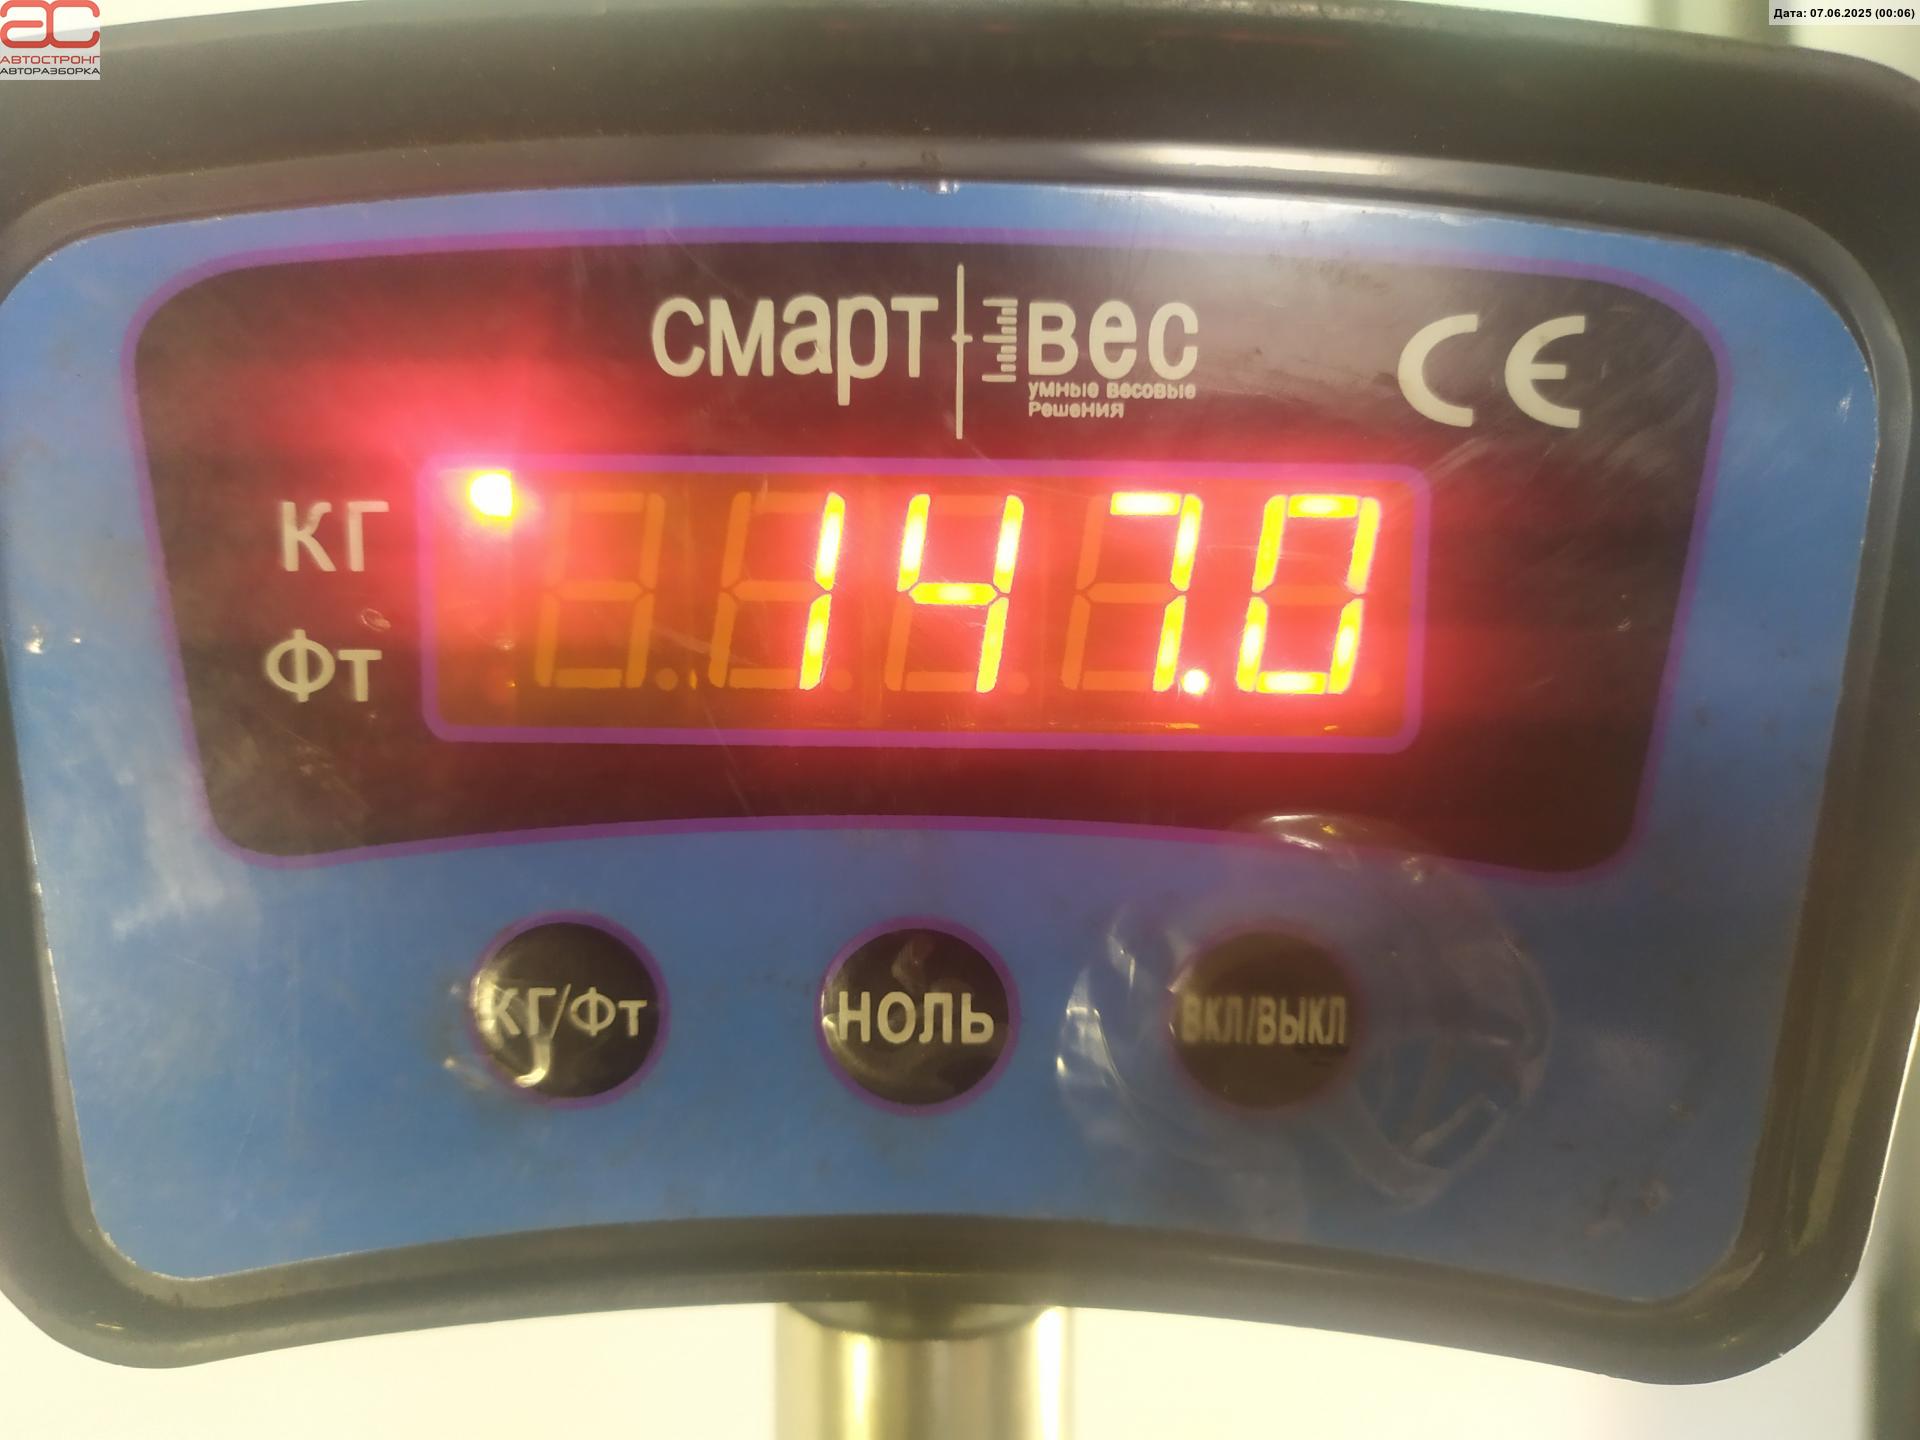 АВТОСТРОНГ
АВТОРАЗБОРКА
Дата: 07.06.2025 (00:06)
смарт вес
умные весовые
решения
CE
кг
147.0
Фт
кг/Фт
ноль
вкл/выкл